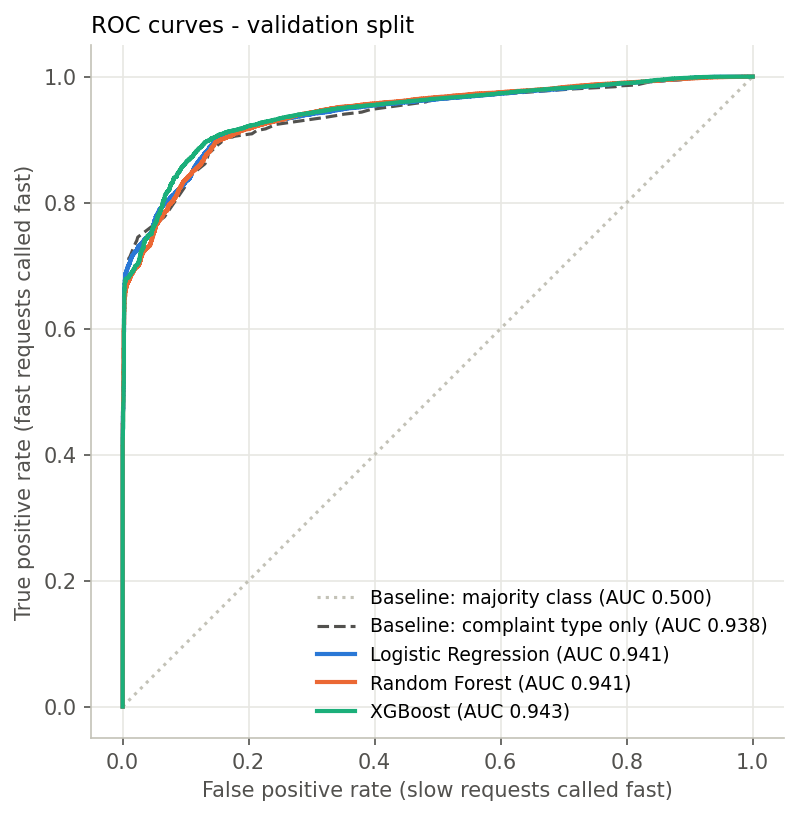 ROC curves - validation split
True positive rate (fast requests called fast)
1.0
0.8
0.6
0.4
0.2
0.0
Baseline: majority class (AUC 0.500)
Baseline: complaint type only (AUC 0.938)
Logistic Regression (AUC 0.941)
Random Forest (AUC 0.941)
XGBoost (AUC 0.943)
0.0 0.2 0.4 0.6 0.8 1.0
False positive rate (slow requests called fast)